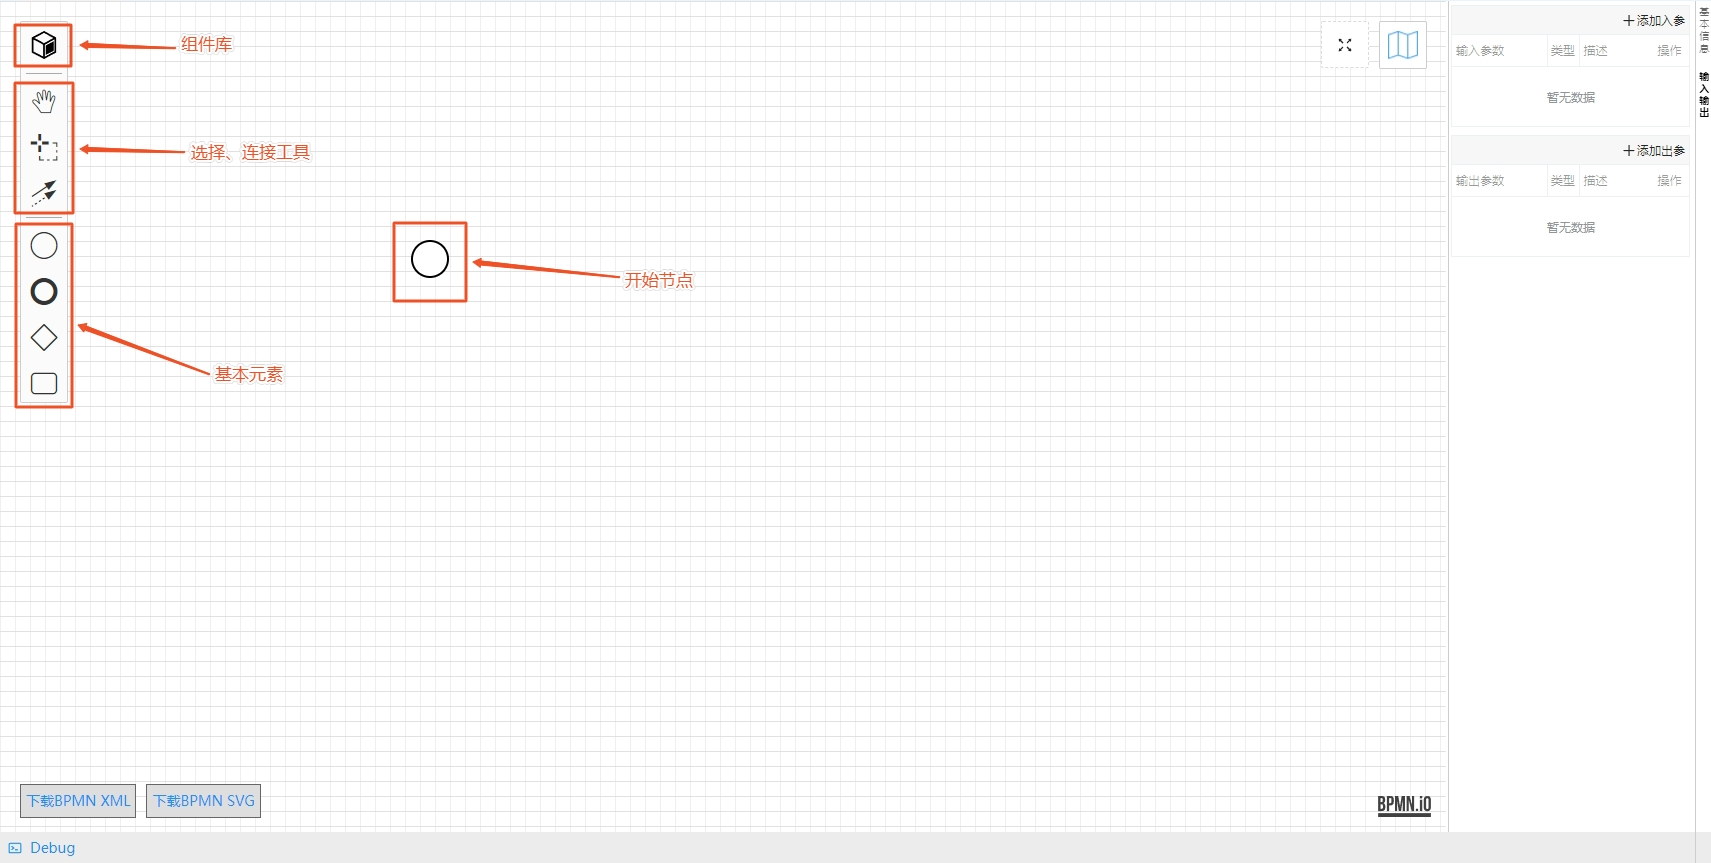 组件库
选择、连接工具
开始节点
基本元素
下载BPMN XML
下载BPMN SVG
BPMN.iO
Debug
+添加入参
输入参数 类型 描述 操作
暂无数据
+添加出参
输出参数 类型 描述 操作
暂无数据
基本信息
输入输出